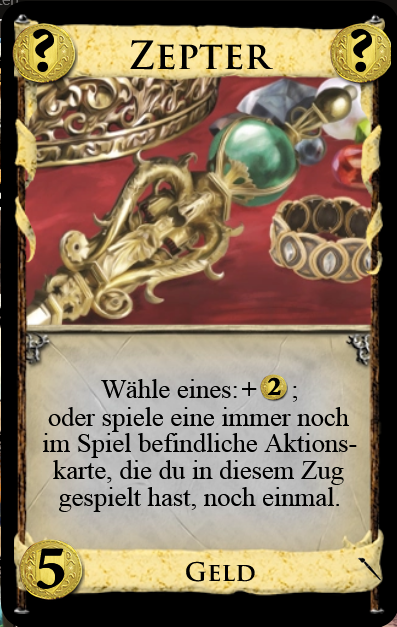 ? ZEPTER ?
Wähle eines: + 2 ;
oder spiele eine immer noch
im Spiel befindliche Aktions-
karte, die du in diesem Zug
gespielt hast, noch einmal.
5 GELD